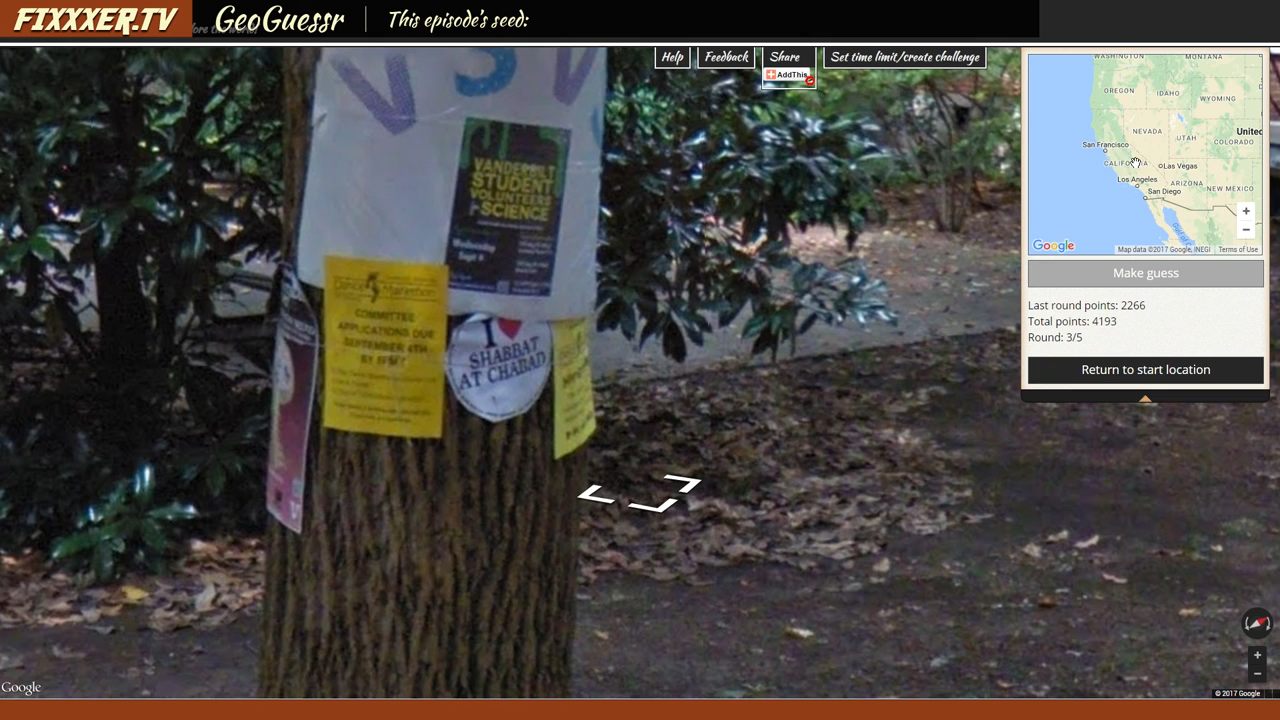 FIXXXER.TV
GeoGuessr
This episode's seed:
Help
Feedback
Share
AddThis
Set time limit/create challenge
WASHINGTON
MONTANA
OREGON
IDAHO
WYOMING
NEVADA
UTAH
United
COLORADO
San Francisco
CALIFORNIA
Las Vegas
Los Angeles
ARIZONA
NEW MEXICO
San Diego
Google
Map data ©2017 Google, INEGI
Terms of Use
Make guess
Last round points: 2266
Total points: 4193
Round: 3/5
Return to start location
V S V
VANDERBILT
STUDENT
VOLUNTEERS
SCIENCE
Wednesday
Dance Marathon
COMMITTEE
APPLICATIONS DUE
SEPTEMBER 4TH
I
SHABBAT
AT CHABAD
Google
© 2017 Google